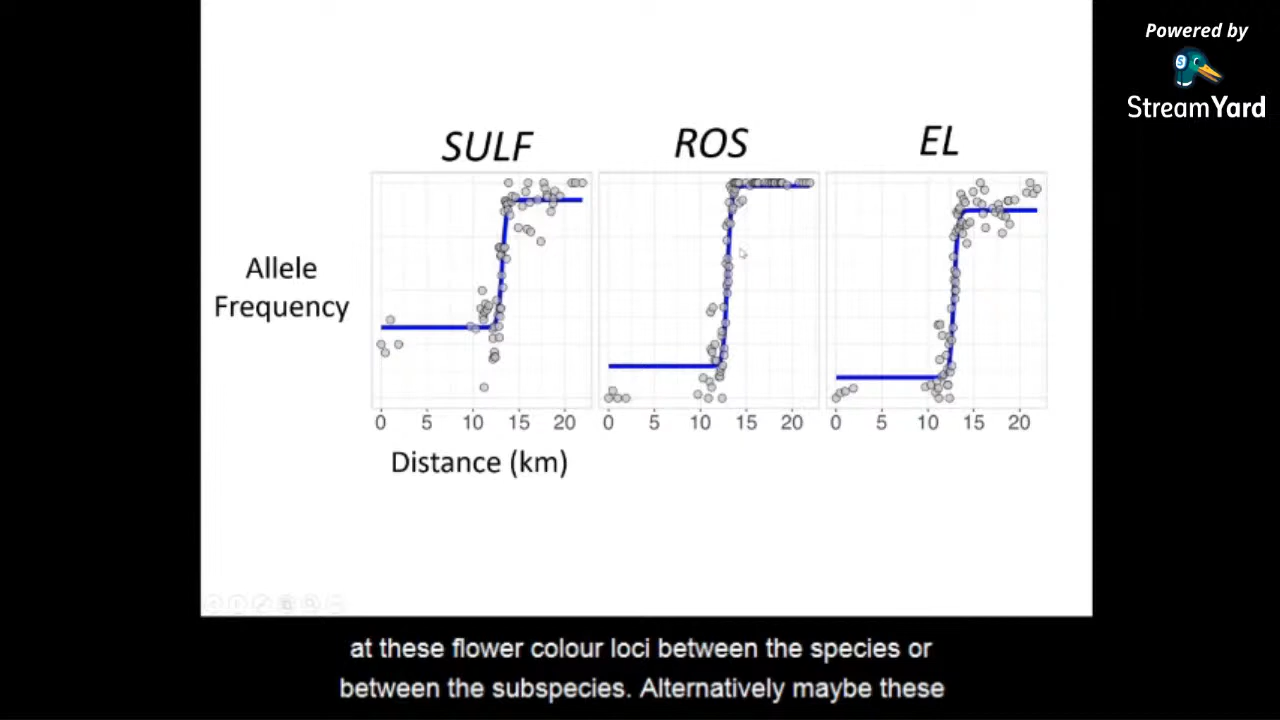 Powered by
StreamYard
SULF ROS EL
Allele
Frequency
0 5 10 15 20 0 5 10 15 20 0 5 10 15 20
Distance (km)
at these flower colour loci between the species or
between the subspecies. Alternatively maybe these